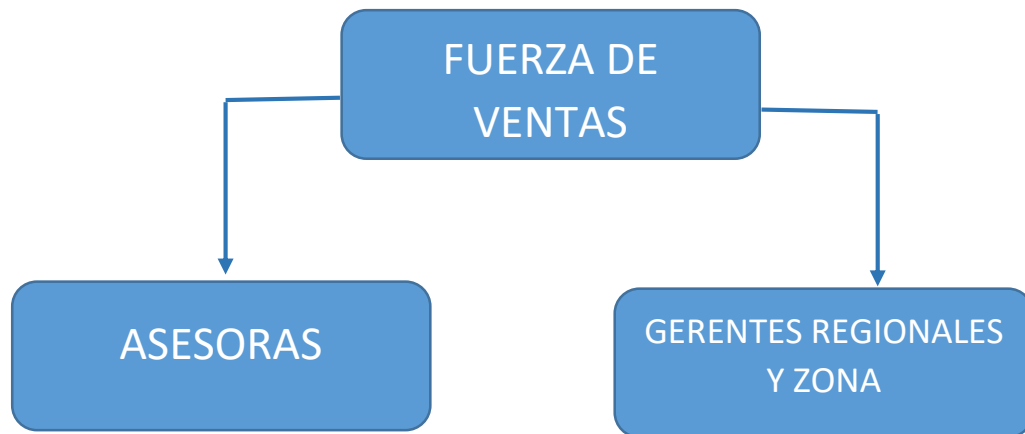 FUERZA DE
VENTAS
ASESORAS
GERENTES REGIONALES
Y ZONA